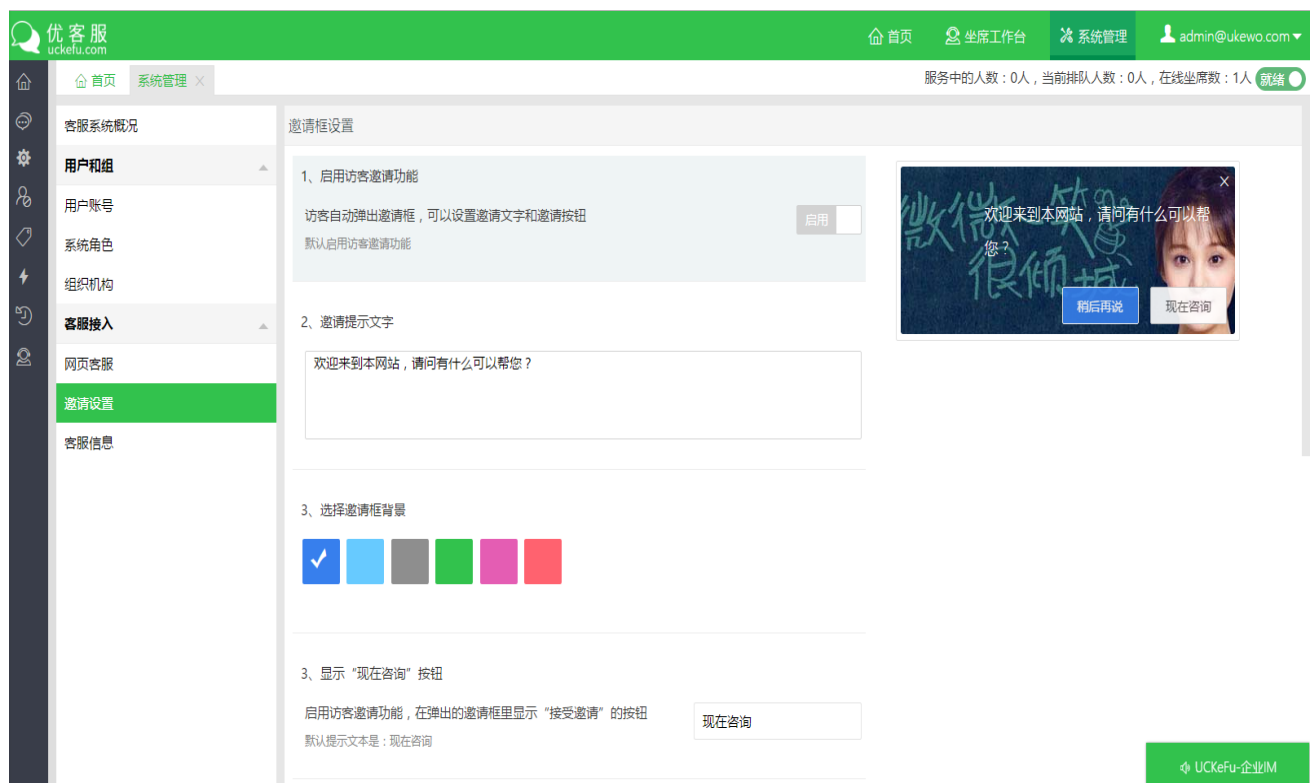 优客服
uckefu.com
首页
坐席工作台
系统管理
admin@ukewo.com
首页
系统管理
服务中的人数：0人，当前排队人数：0人，在线坐席数：1人
就绪
客服系统概况
用户和组
用户账号
系统角色
组织机构
客服接入
网页客服
邀请设置
客服信息
邀请框设置
1、启用访客邀请功能
访客自动弹出邀请框，可以设置邀请文字和邀请按钮
启用
默认启用访客邀请功能
2、邀请提示文字
欢迎来到本网站，请问有什么可以帮您？
3、选择邀请框背景
3、显示“现在咨询”按钮
启用访客邀请功能，在弹出的邀请框里显示“接受邀请”的按钮
现在咨询
默认提示文本是：现在咨询
微微一笑
很倾城
欢迎来到本网站，请问有什么可以帮
您？
稍后再说
现在咨询
UCKeFu-企业IM